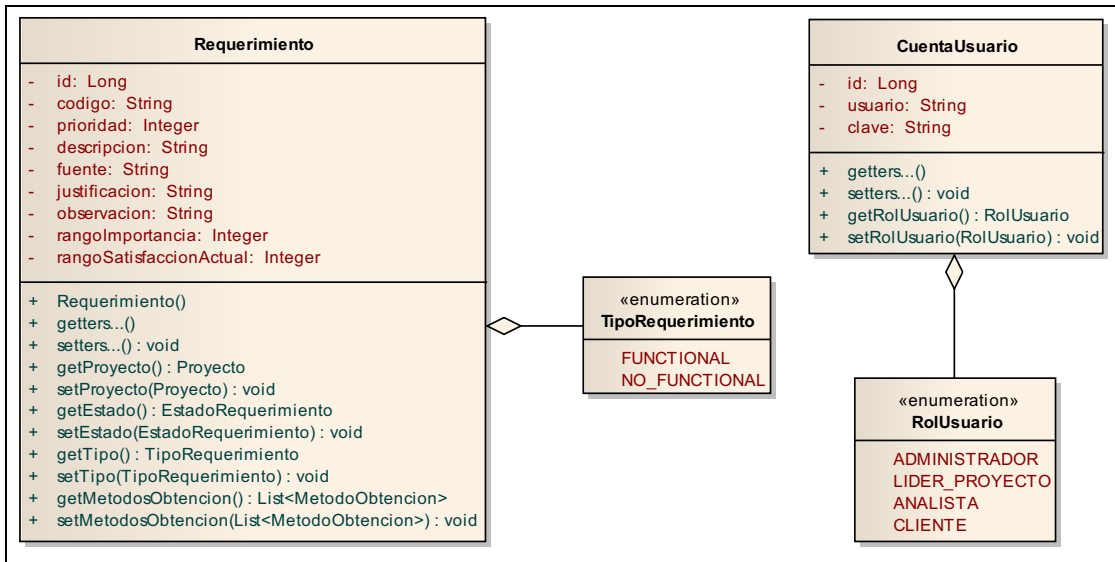 Requerimiento
- id: Long
- codigo: String
- prioridad: Integer
- descripcion: String
- fuente: String
- justificacion: String
- observacion: String
- rangoImportancia: Integer
- rangoSatisfaccionActual: Integer
+ Requerimiento()
+ getters...()
+ setters...() : void
+ getProyecto() : Proyecto
+ setProyecto(Proyecto) : void
+ getEstado() : EstadoRequerimiento
+ setEstado(EstadoRequerimiento) : void
+ getTipo() : TipoRequerimiento
+ setTipo(TipoRequerimiento) : void
+ getMetodosObtencion() : List<MetodoObtencion>
+ setMetodosObtencion(List<MetodoObtencion>) : void
«enumeration»
TipoRequerimiento
FUNCTIONAL
NO_FUNCTIONAL
CuentaUsuario
- id: Long
- usuario: String
- clave: String
+ getters...()
+ setters...() : void
+ getRolUsuario() : RolUsuario
+ setRolUsuario(RolUsuario) : void
«enumeration»
RolUsuario
ADMINISTRADOR
LIDER_PROYECTO
ANALISTA
CLIENTE